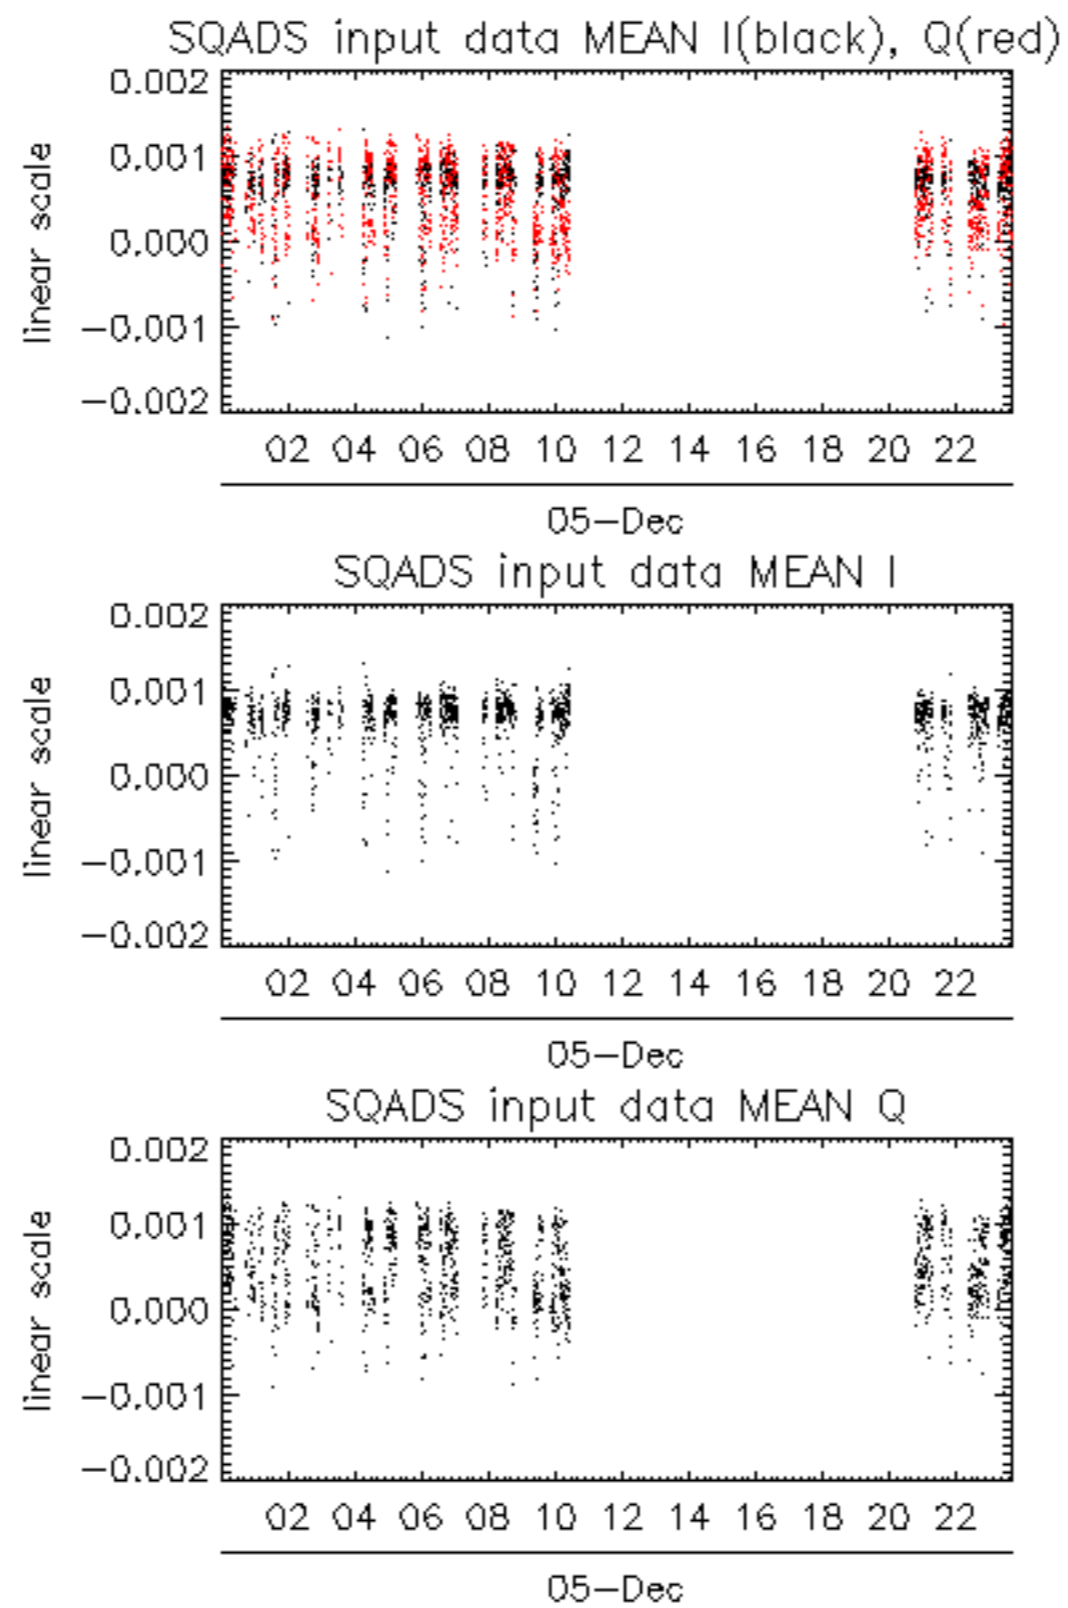 SQADS input data MEAN I(black), Q(red)
0.002
0.001
0.000
−0.001
−0.002
linear scale
02 04 06 08 10 12 14 16 18 20 22
05−Dec
SQADS input data MEAN I
0.002
0.001
0.000
−0.001
−0.002
linear scale
02 04 06 08 10 12 14 16 18 20 22
05−Dec
SQADS input data MEAN Q
0.002
0.001
0.000
−0.001
−0.002
linear scale
02 04 06 08 10 12 14 16 18 20 22
05−Dec